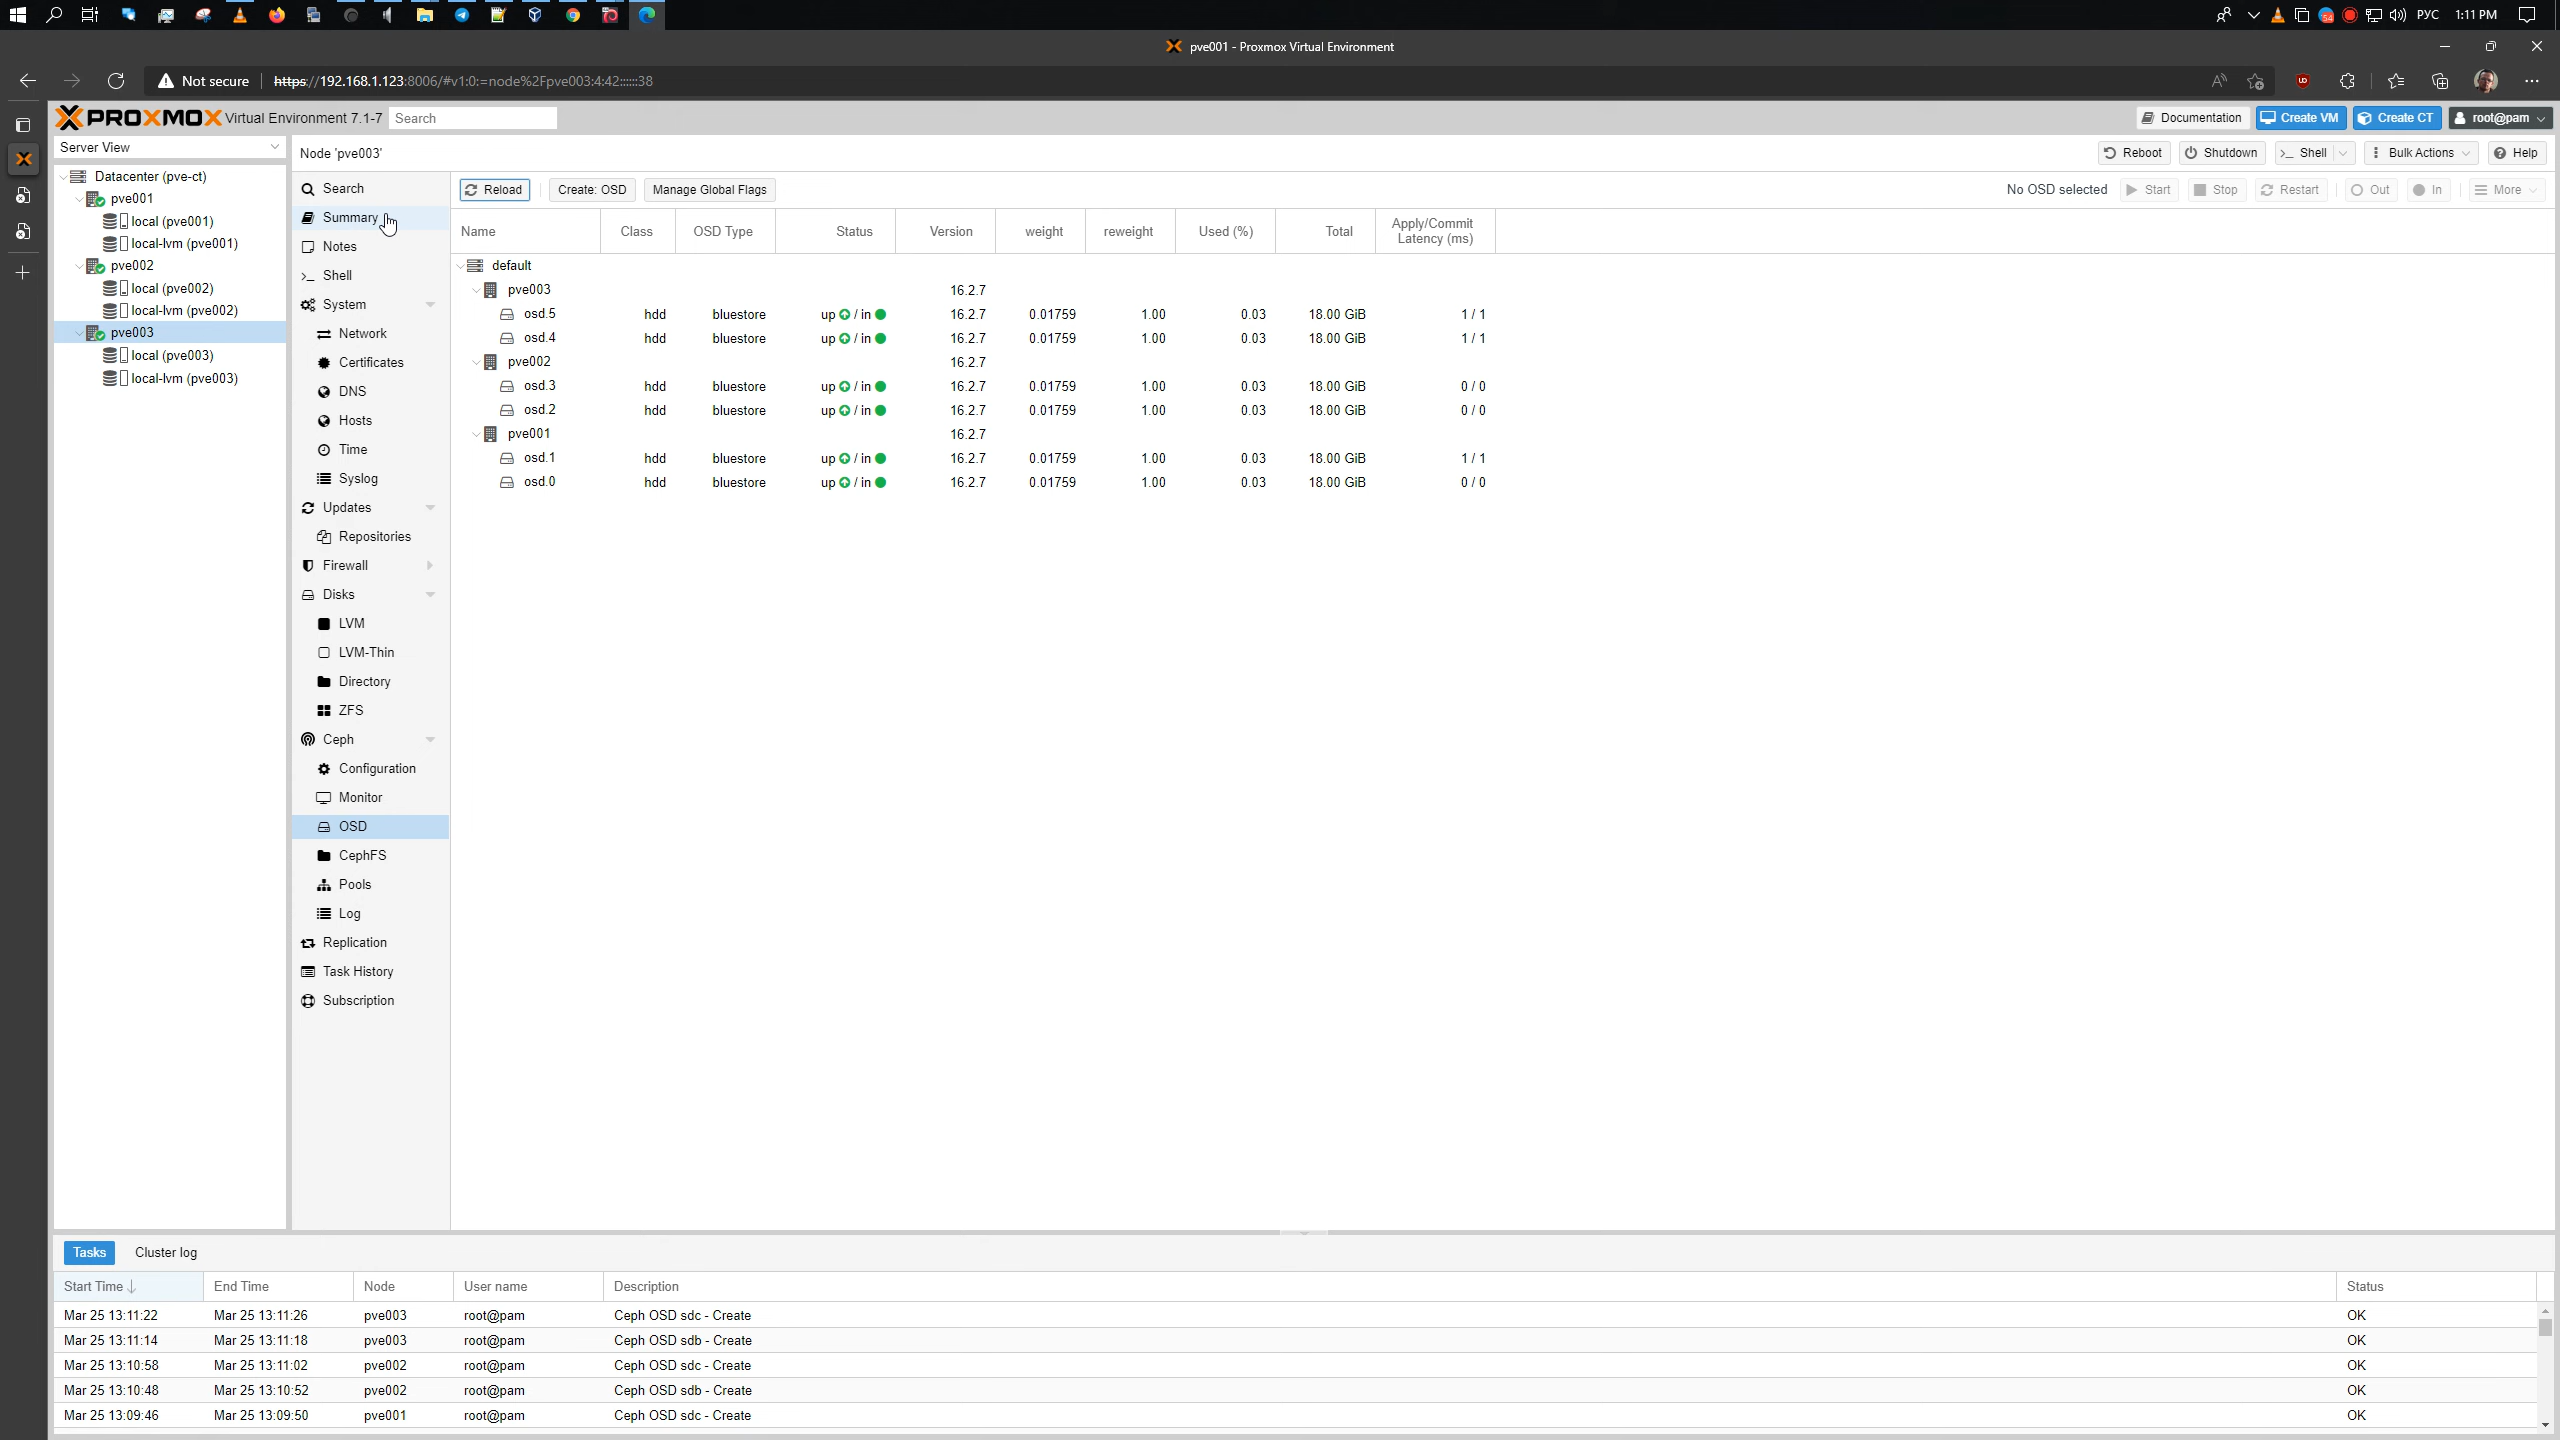 РУС 1:11 PM
pve001 - Proxmox Virtual Environment
Not secure https://192.168.1.123:8006/#v1:0:=node%2Fpve003:4:42::::::38
PROXMOX Virtual Environment 7.1-7 Search Documentation Create VM Create CT root@pam
Server View Node 'pve003' Reboot Shutdown Shell Bulk Actions Help
Datacenter (pve-ct)
pve001
local (pve001)
local-lvm (pve001)
pve002
local (pve002)
local-lvm (pve002)
pve003
local (pve003)
local-lvm (pve003)
Search
Summary
Notes
Shell
System
Network
Certificates
DNS
Hosts
Time
Syslog
Updates
Repositories
Firewall
Disks
LVM
LVM-Thin
Directory
ZFS
Ceph
Configuration
Monitor
OSD
CephFS
Pools
Log
Replication
Task History
Subscription
Reload Create: OSD Manage Global Flags No OSD selected Start Stop Restart Out In More
Name Class OSD Type Status Version weight reweight Used (%) Total Apply/Commit Latency (ms)
default
pve003 16.2.7
osd.5 hdd bluestore up / in 16.2.7 0.01759 1.00 0.03 18.00 GiB 1 / 1
osd.4 hdd bluestore up / in 16.2.7 0.01759 1.00 0.03 18.00 GiB 1 / 1
pve002 16.2.7
osd.3 hdd bluestore up / in 16.2.7 0.01759 1.00 0.03 18.00 GiB 0 / 0
osd.2 hdd bluestore up / in 16.2.7 0.01759 1.00 0.03 18.00 GiB 0 / 0
pve001 16.2.7
osd.1 hdd bluestore up / in 16.2.7 0.01759 1.00 0.03 18.00 GiB 1 / 1
osd.0 hdd bluestore up / in 16.2.7 0.01759 1.00 0.03 18.00 GiB 0 / 0
Tasks Cluster log
Start Time End Time Node User name Description Status
Mar 25 13:11:22 Mar 25 13:11:26 pve003 root@pam Ceph OSD sdc - Create OK
Mar 25 13:11:14 Mar 25 13:11:18 pve003 root@pam Ceph OSD sdb - Create OK
Mar 25 13:10:58 Mar 25 13:11:02 pve002 root@pam Ceph OSD sdc - Create OK
Mar 25 13:10:48 Mar 25 13:10:52 pve002 root@pam Ceph OSD sdb - Create OK
Mar 25 13:09:46 Mar 25 13:09:50 pve001 root@pam Ceph OSD sdc - Create OK